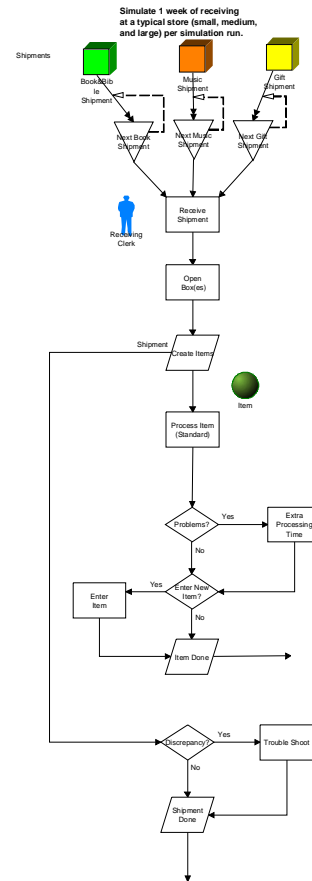 Simulate 1 week of receiving
at a typical store (small, medium,
and large) per simulation run.
Shipments
Book&Bib
le
Shipment
Music
Shipment
Gift
Shipment
Next Book
Shipment
Next Music
Shipment
Next Gift
Shipment
Receiving
Clerk
Receive
Shipment
Open
Box(es)
Shipment
Create Items
Item
Process Item
(Standard)
Problems?
Yes
Extra
Processing
Time
No
Enter
Item
Yes
Enter New
Item?
No
Item Done
Discrepancy?
Yes
Trouble Shoot
No
Shipment
Done